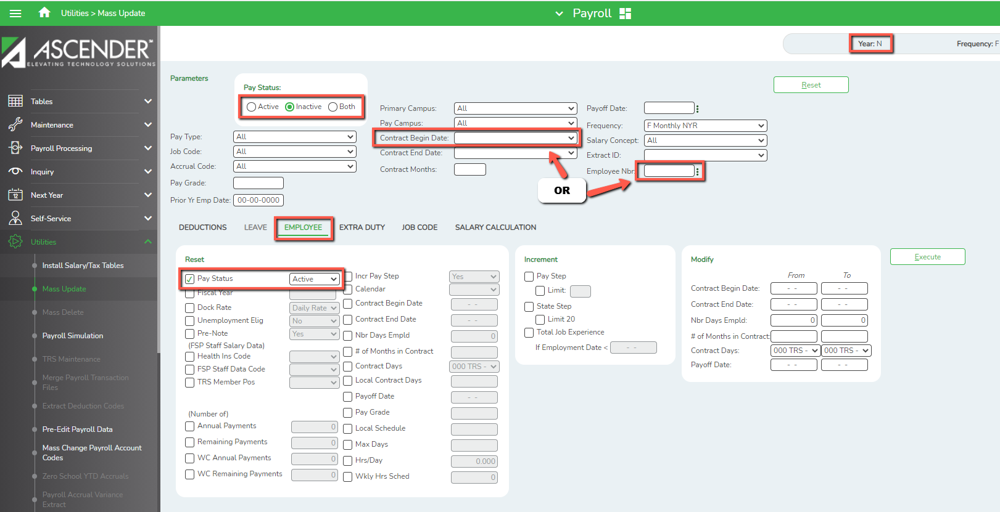 Utilities > Mass Update
Payroll
ASCENDER™
ELEVATING TECHNOLOGY SOLUTIONS
Year: N
Frequency: F
Tables
Maintenance
Payroll Processing
Inquiry
12
Next Year
Self-Service
Utilities
Install Salary/Tax Tables
Mass Update
Mass Delete
Payroll Simulation
TRS Maintenance
Merge Payroll Transaction
Files
Extract Deduction Codes
Pre-Edit Payroll Data
Mass Change Payroll Account
Codes
Zero School YTD Accruals
Payroll Accrual Variance
Extract
Parameters
Reset
Pay Status:
Active Inactive Both
Pay Type: All
Job Code: All
Accrual Code: All
Pay Grade:
Prior Yr Emp Date: 00-00-0000
Primary Campus: All
Pay Campus: All
Contract Begin Date:
Contract End Date:
Contract Months:
Payoff Date:
Frequency: F Monthly NYR
Salary Concept: All
Extract ID:
Employee Nbr:
OR
DEDUCTIONS LEAVE EMPLOYEE EXTRA DUTY JOB CODE SALARY CALCULATION
Reset
Pay Status Active
Fiscal Year
Dock Rate Daily Rate
Unemployment Elig No
Pre-Note Yes
(FSP Staff Salary Data)
Health Ins Code
FSP Staff Data Code
TRS Member Pos
(Number of)
Annual Payments 0
Remaining Payments 0
WC Annual Payments 0
WC Remaining Payments 0
Incr Pay Step Yes
Calendar
Contract Begin Date - -
Contract End Date - -
Nbr Days Empld 0
# of Months in Contract
Contract Days 000 TRS -
Local Contract Days
Payoff Date - -
Pay Grade
Local Schedule
Max Days
Hrs/Day 0.000
Wkly Hrs Sched 0
Increment
Pay Step
Limit:
State Step
Limit 20
Total Job Experience
If Employment Date < - -
Modify
From To
Contract Begin Date: - - - -
Contract End Date: - - - -
Nbr Days Empld: 0 0
# of Months in Contract:
Contract Days: 000 TRS - 000 TRS -
Payoff Date: - - - -
Execute